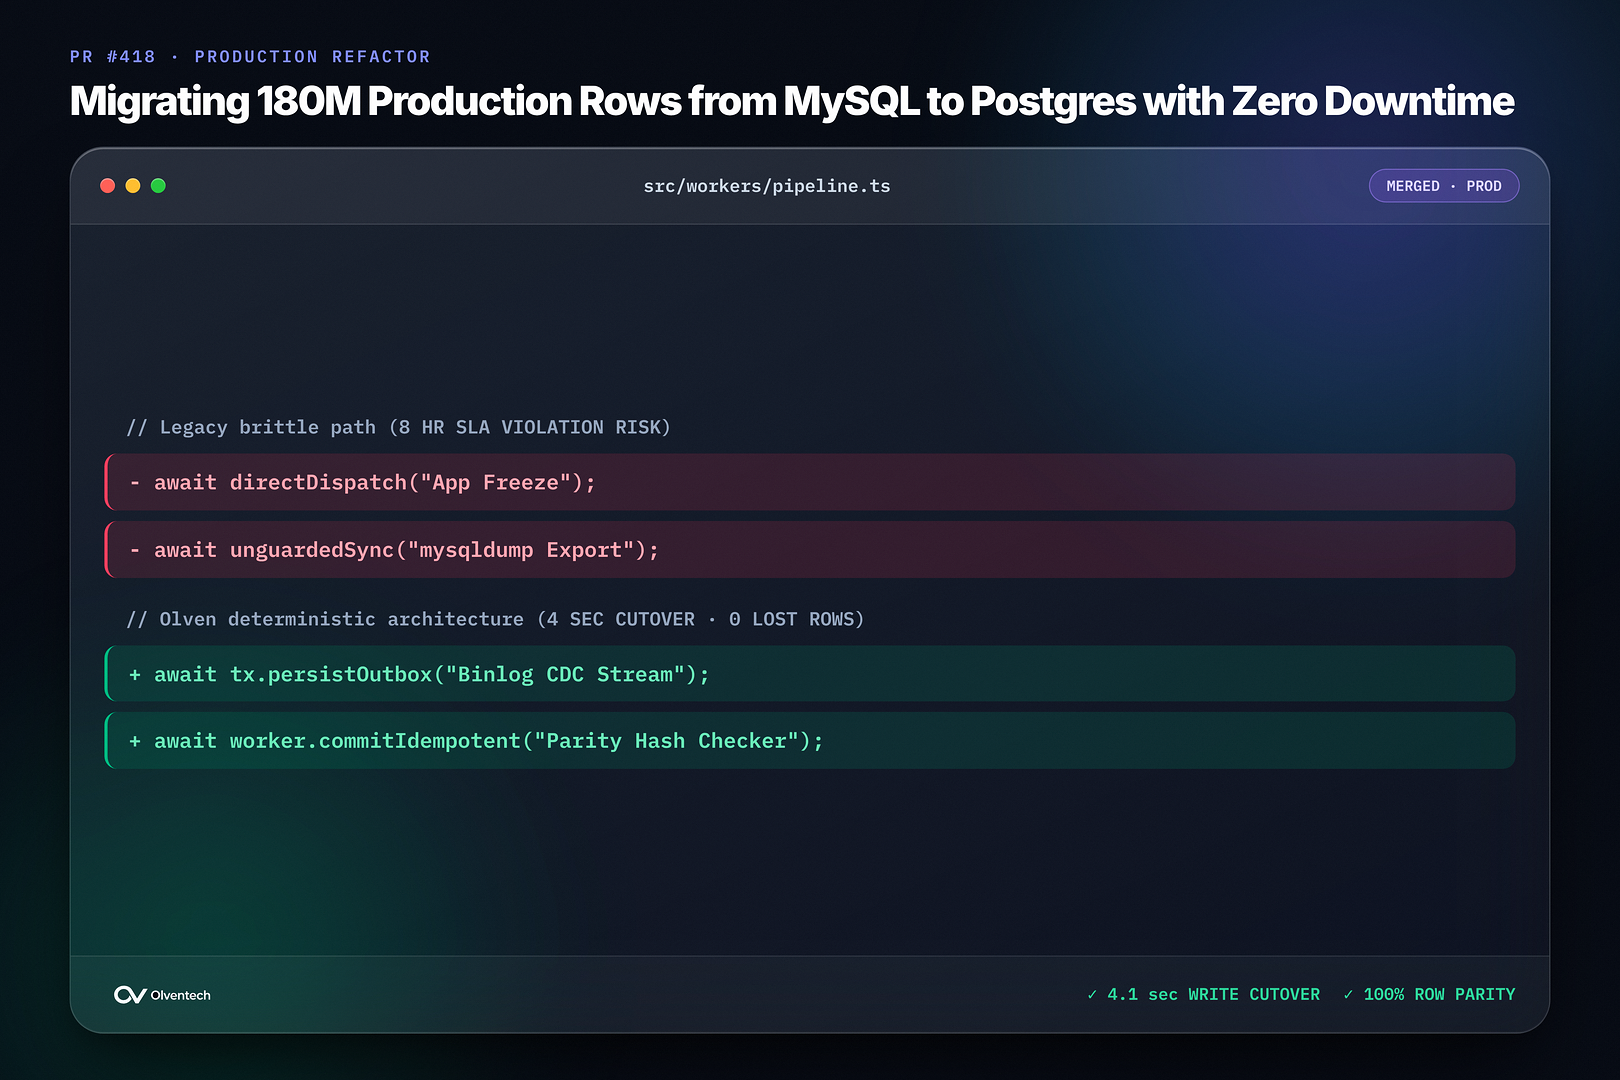 PR #418 · PRODUCTION REFACTOR
Migrating 180M Production Rows from MySQL to Postgres with Zero Downtime
src/workers/pipeline.ts
MERGED · PROD
// Legacy brittle path (8 HR SLA VIOLATION RISK)
- await directDispatch("App Freeze");
- await unguardedSync("mysqldump Export");
// Olven deterministic architecture (4 SEC CUTOVER · 0 LOST ROWS)
+ await tx.persistOutbox("Binlog CDC Stream");
+ await worker.commitIdempotent("Parity Hash Checker");
OV Olventech
✓ 4.1 sec WRITE CUTOVER ✓ 100% ROW PARITY